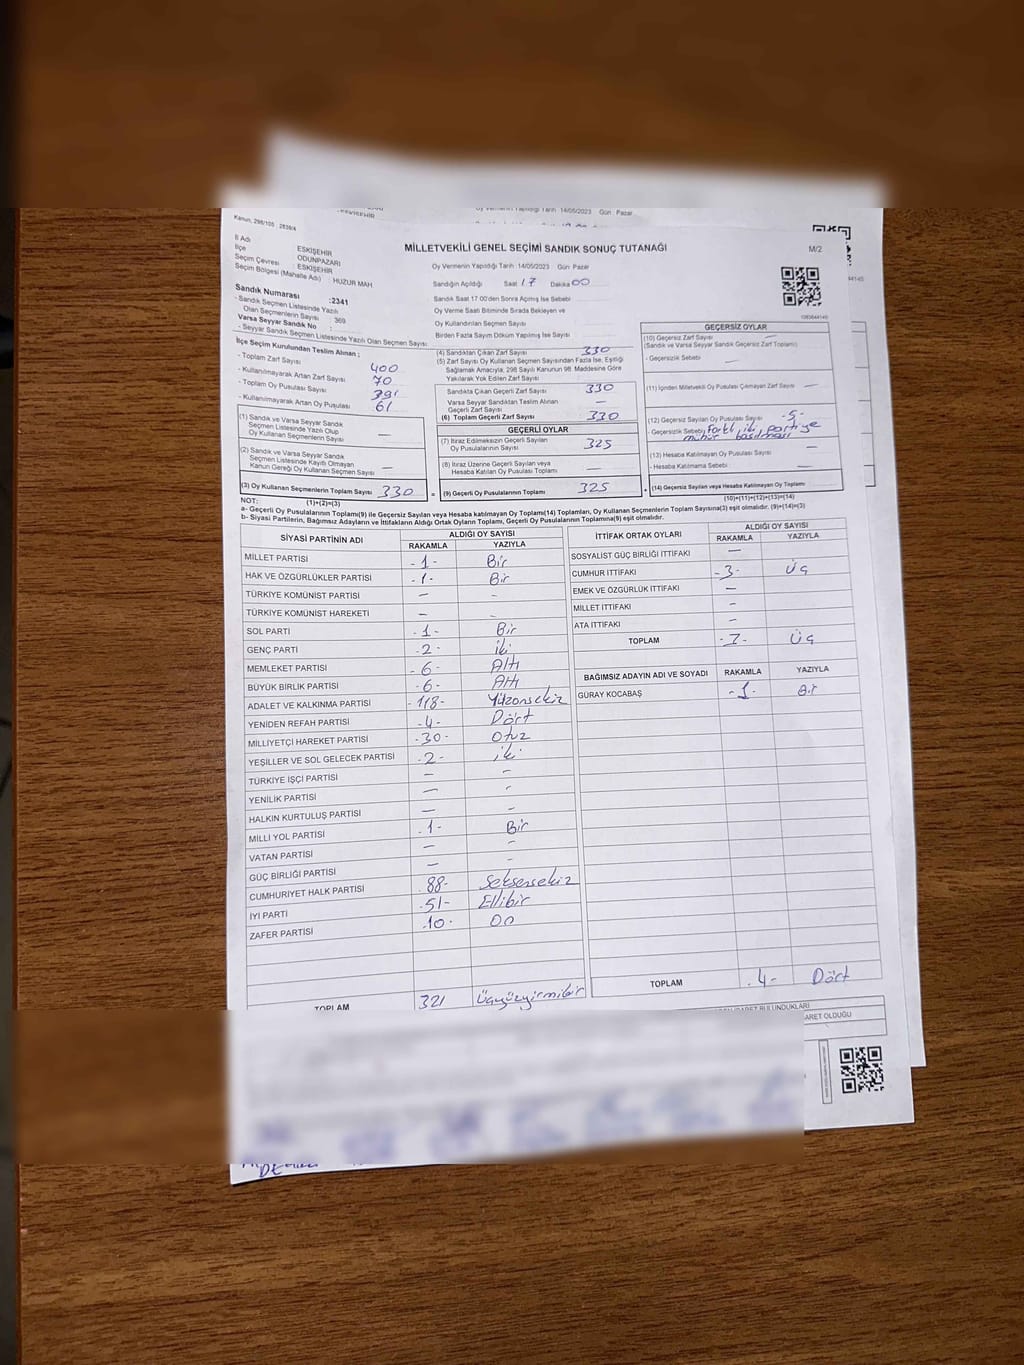 ESKİŞEHİR
Oy Vermenin Yapıldığı Tarih 14/05/2023 Gün: Pazar
Kanun, 298/105 ; 2839/4
MİLLETVEKİLİ GENEL SEÇİMİ SANDIK SONUÇ TUTANAĞI
M/2
İl Adı ESKİŞEHİR
İlçe ODUNPAZARI
Seçim Çevresi ESKİŞEHİR
Seçim Bölgesi (Mahalle Adı) : HUZUR MAH
Sandık Numarası :2341
- Sandık Seçmen Listesinde Yazılı
Olan Seçmenlerin Sayısı : 369
Varsa Seyyar Sandık No :
- Seyyar Sandık Seçmen Listesinde Yazılı Olan Seçmen Sayısı:
Oy Vermenin Yapıldığı Tarih :14/05/2023 Gün: Pazar
Sandığın Açıldığı Saat 17 Dakika 00
Sandık Saat 17:00'den Sonra Açmış İse Sebebi
Oy Verme Saati Bitiminde Sırada Bekleyen ve
Oy Kullandırılan Seçmen Sayısı
Birden Fazla Sayım Döküm Yapılmış İse Sayısı
İlçe Seçim Kurulundan Teslim Alınan ;
- Toplam Zarf Sayısı 400
- Kullanılmayarak Artan Zarf Sayısı 70
- Toplam Oy Pusulası Sayısı 391
- Kullanılmayarak Artan Oy Pusulası 61
(4) Sandıktan Çıkan Zarf Sayısı 330
(5) Zarf Sayısı Oy Kullanan Seçmen Sayısından Fazla İse, Eşitliği
Sağlamak Amacıyla, 298 Sayılı Kanunun 98. Maddesine Göre
Yakılarak Yok Edilen Zarf Sayısı
Sandıkta Çıkan Geçerli Zarf Sayısı 330
Varsa Seyyar Sandıktan Teslim Alınan
Geçerli Zarf Sayısı —
(6) Toplam Geçerli Zarf Sayısı 330
GEÇERLİ OYLAR
(7) İtiraz Edilmeksizin Geçerli Sayılan
Oy Pusulalarının Sayısı 325
(8) İtiraz Üzerine Geçerli Sayılan veya
Hesaba Katılan Oy Pusulası Toplamı —
(9) Geçerli Oy Pusulalarının Toplamı 325
(1) Sandık ve Varsa Seyyar
Sandık Seçmen Listesinde Yazılı Olup
Oy Kullanan Seçmenlerin Sayısı —
(2) Sandık ve Varsa Seyyar
Sandık Seçmen Listesinde Kayıtlı Olmayan
Kanun Gereği Oy Kullanan Seçmen Sayısı —
(3) Oy Kullanan Seçmenlerin Toplam Sayısı 330
(1)+(2)=(3)
GEÇERSİZ OYLAR
(10) Geçersiz Zarf Sayısı —
(Sandık ve Varsa Seyyar Sandık Geçersiz Zarf Toplamı)
- Geçersizlik Sebebi —
(11) İçinden Milletvekili Oy Pusulası Çıkmayan Zarf Sayısı —
(12) Geçersiz Sayılan Oy Pusulası Sayısı -5-
- Geçersizlik Sebebi Farklı iki partiye
mühür basılması
(13) Hesaba Katılmayan Oy Pusulası Sayısı —
- Hesaba Katılmama Sebebi —
(14) Geçersiz Sayılan veya Hesaba Katılmayan Oy Toplamı
(10)+(11)+(12)+(13)=(14)
NOT:
a- Geçerli Oy Pusulasının Toplamı(9) ile Geçersiz Sayılan veya Hesaba katılmayan Oy Toplamı(14) Toplamları, Oy Kullanan Seçmenlerin Toplam Sayısına(3) eşit olmalıdır. (9)+(14)=(3)
b- Siyasi Partilerin, Bağımsız Adayların ve İttifakların Aldığı Ortak Oyların Toplamı, Geçerli Oy Pusulasının Toplamına(9) eşit olmalıdır.
SİYASİ PARTİNİN ADI ALDIĞI OY SAYISI
RAKAMLA YAZIYLA
MİLLET PARTİSİ -1- Bir
HAK VE ÖZGÜRLÜKLER PARTİSİ -1- Bir
TÜRKİYE KOMÜNİST PARTİSİ — -
TÜRKİYE KOMÜNİST HAREKETİ — -
SOL PARTİ -1- Bir
GENÇ PARTİ -2- iki
MEMLEKET PARTİSİ -6- Altı
BÜYÜK BİRLİK PARTİSİ -6- Altı
ADALET VE KALKINMA PARTİSİ -118- Yüzonsekiz
YENİDEN REFAH PARTİSİ -4- Dört
MİLLİYETÇİ HAREKET PARTİSİ -30- Otuz
YEŞİLLER VE SOL GELECEK PARTİSİ -2- iki
TÜRKİYE İŞÇİ PARTİSİ — -
YENİLİK PARTİSİ — -
HALKIN KURTULUŞ PARTİSİ — -
MİLLİ YOL PARTİSİ -1- Bir
VATAN PARTİSİ — -
GÜÇ BİRLİĞİ PARTİSİ — -
CUMHURİYET HALK PARTİSİ -88- Seksensekiz
İYİ PARTİ -51- Ellibir
ZAFER PARTİSİ -10- On
TOPLAM 321 Üçyüzyirmibir
İTTİFAK ORTAK OYLARI ALDIĞI OY SAYISI
RAKAMLA YAZIYLA
SOSYALİST GÜÇ BİRLİĞİ İTTİFAKI —
CUMHUR İTTİFAKI -3- Üç
EMEK VE ÖZGÜRLÜK İTTİFAKI —
MİLLET İTTİFAKI —
ATA İTTİFAKI —
TOPLAM -3- Üç
BAĞIMSIZ ADAYIN ADI VE SOYADI RAKAMLA YAZIYLA
GÜRAY KOCABAŞ -1- Bir
TOPLAM -4- Dört
ARET OLDUĞU